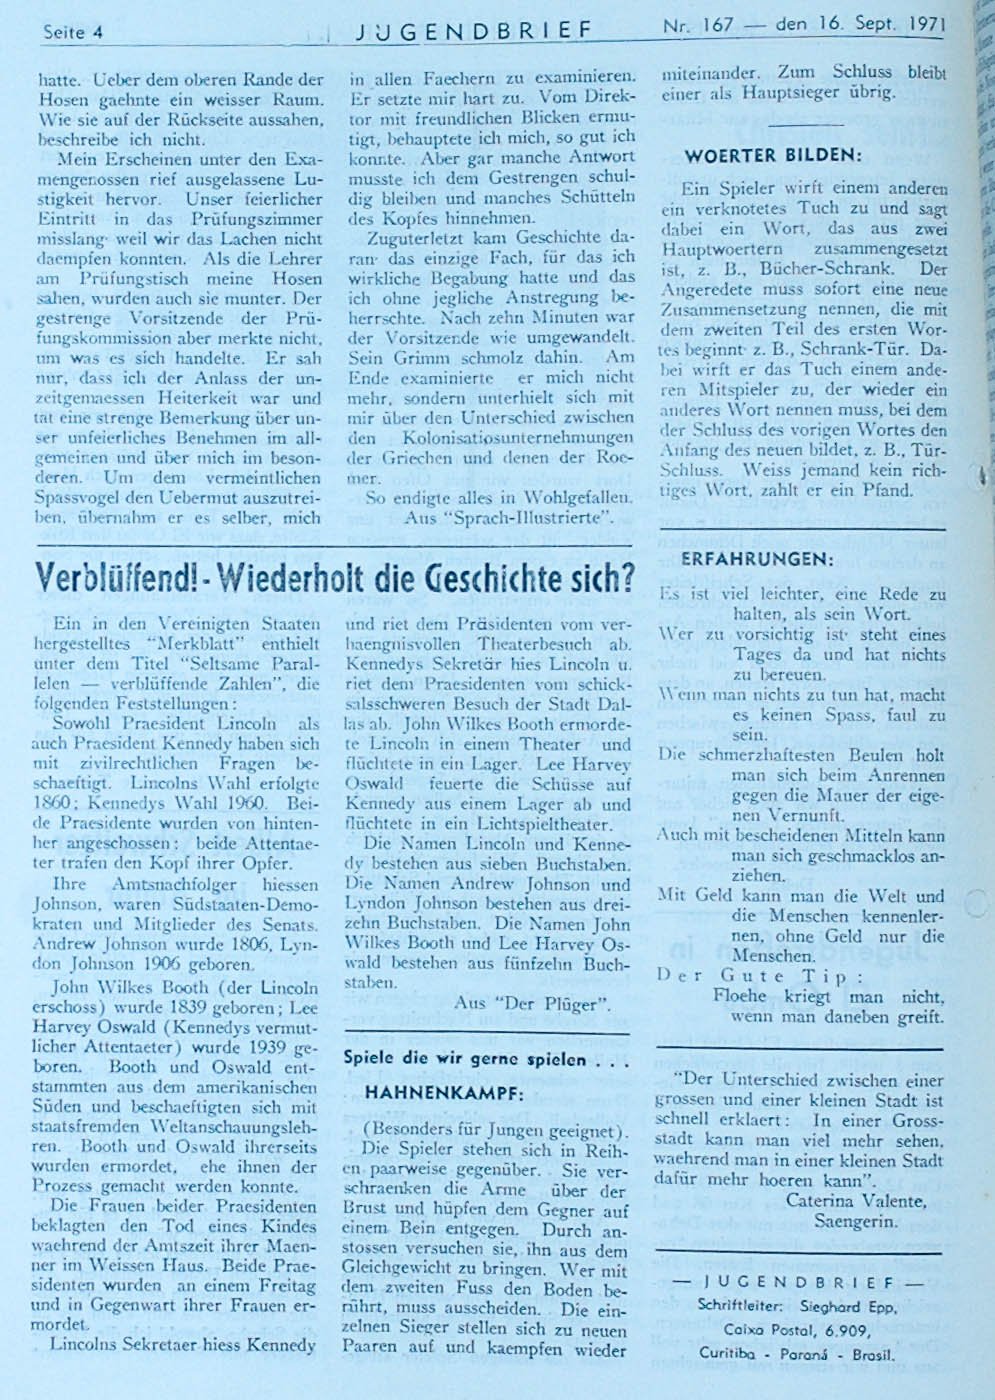 Seite 4
JUGENDBRIEF
Nr. 167 — den 16. Sept. 1971
hatte. Ueber dem oberen Rande der
Hosen gaehnte ein weisser Raum.
Wie sie auf der Rückseite aussahen,
beschreibe ich nicht.
Mein Erscheinen unter den Exa-
mengenossen rief ausgelassene Lu-
stigkeit hervor. Unser feierlicher
Eintritt in das Prüfungszimmer
misslang· weil wir das Lachen nicht
daempfen konnten. Als die Lehrer
am Prüfungstisch meine Hosen
sahen, wurden auch sie munter. Der
gestrenge Vorsitzende der Prü-
fungskommission aber merkte nicht,
um was es sich handelte. Er sah
nur, dass ich der Anlass der un-
zeitgemaessen Heiterkeit war und
tat eine strenge Bemerkung über un-
ser unfeierliches Benehmen im all-
gemeinen und über mich im beson-
deren. Um dem vermeintlichen
Spassvogel den Uebermut auszutrei-
ben, übernahm er es selber, mich
in allen Faechern zu examinieren.
Er setzte mir hart zu. Vom Direk-
tor mit freundlichen Blicken ermu-
tigt, behauptete ich mich, so gut ich
konnte. Aber gar manche Antwort
musste ich dem Gestrengen schul-
dig bleiben und manches Schütteln
des Kopfes hinnehmen.
Zuguterletzt kam Geschichte da-
ran· das einzige Fach, für das ich
wirkliche Begabung hatte und das
ich ohne jegliche Anstregung be-
herrschte. Nach zehn Minuten war
der Vorsitzende wie umgewandelt.
Sein Grimm schmolz dahin. Am
Ende examinierte er mich nicht
mehr, sondern unterhielt sich mit
mir über den Unterschied zwischen
den Kolonisatiosunternehmungen
der Griechen und denen der Roe-
mer.
So endigte alles in Wohlgefallen.
Aus "Sprach-Illustrierte".
miteinander. Zum Schluss bleibt
einer als Hauptsieger übrig.
WOERTER BILDEN:
Ein Spieler wirft einem anderen
ein verknotetes Tuch zu und sagt
dabei ein Wort, das aus zwei
Hauptwoertern zusammengesetzt
ist, z. B., Bücher-Schrank. Der
Angeredete muss sofort eine neue
Zusammensetzung nennen, die mit
dem zweiten Teil des ersten Wor-
tes beginnt· z. B., Schrank-Tür. Da-
bei wirft er das Tuch einem ande-
ren Mitspieler zu, der wieder ein
anderes Wort nennen muss, bei dem
der Schluss des vorigen Wortes den
Anfang des neuen bildet, z. B., Tür-
Schluss. Weiss jemand kein rich-
tiges Wort, zahlt er ein Pfand.
Verblüffend! - Wiederholt die Geschichte sich?
Ein in den Vereinigten Staaten
hergestelltes "Merkblatt" enthielt
unter dem Titel "Seltsame Paral-
lelen — verblüffende Zahlen", die
folgenden Feststellungen:
Sowohl Praesident Lincoln als
auch Praesident Kennedy haben sich
mit zivilrechtlichen Fragen be-
schaeftigt. Lincolns Wahl erfolgte
1860; Kennedys Wahl 1960. Bei-
de Praesidente wurden von hinten-
her angeschossen: beide Attentae-
ter trafen den Kopf ihrer Opfer.
Ihre Amtsnachfolger hiessen
Johnson, waren Südstaaten-Demo-
kraten und Mitglieder des Senats.
Andrew Johnson wurde 1806, Lyn-
don Johnson 1906 geboren.
John Wilkes Booth (der Lincoln
erschoss) wurde 1839 geboren; Lee
Harvey Oswald (Kennedys vermut-
licher Attentaeter) wurde 1939 ge-
boren. Booth und Oswald ent-
stammten aus dem amerikanischen
Süden und beschaeftigten sich mit
staatsfremden Weltanschauungsleh-
ren. Booth und Oswald ihrerseits
wurden ermordet, ehe ihnen der
Prozess gemacht werden konnte.
Die Frauen beider Praesidenten
beklagten den Tod eines Kindes
waehrend der Amtszeit ihrer Maen-
ner im Weissen Haus. Beide Prae-
sidenten wurden an einem Freitag
und in Gegenwart ihrer Frauen er-
mordet.
Lincolns Sekretaer hiess Kennedy
und riet dem Präsidenten vom ver-
haengnisvollen Theaterbesuch ab.
Kennedys Sekretär hies Lincoln u.
riet dem Praesidenten vom schick-
salsschweren Besuch der Stadt Dal-
las ab. John Wilkes Booth ermorde-
te Lincoln in einem Theater und
flüchtete in ein Lager. Lee Harvey
Oswald feuerte die Schüsse auf
Kennedy aus einem Lager ab und
flüchtete in ein Lichtspieltheater.
Die Namen Lincoln und Kenne-
dy bestehen aus sieben Buchstaben.
Die Namen Andrew Johnson und
Lyndon Johnson bestehen aus drei-
zehn Buchstaben. Die Namen John
Wilkes Booth und Lee Harvey Os-
wald bestehen aus fünfzehn Buch-
staben.
Aus "Der Plüger".
Spiele die wir gerne spielen . . .
HAHNENKAMPF:
(Besonders für Jungen geeignet).
Die Spieler stehen sich in Reih-
en paarweise gegenüber. Sie ver-
schraenken die Arme über der
Brust und hüpfen dem Gegner auf
einem Bein entgegen. Durch an-
stossen versuchen sie, ihn aus dem
Gleichgewicht zu bringen. Wer mit
dem zweiten Fuss den Boden be-
rührt, muss ausscheiden. Die ein-
zelnen Sieger stellen sich zu neuen
Paaren auf und kaempfen wieder
ERFAHRUNGEN:
Es ist viel leichter, eine Rede zu
halten, als sein Wort.
Wer zu vorsichtig ist· steht eines
Tages da und hat nichts
zu bereuen.
Wenn man nichts zu tun hat, macht
es keinen Spass, faul zu
sein.
Die schmerzhaftesten Beulen holt
man sich beim Anrennen
gegen die Mauer der eige-
nen Vernunft.
Auch mit bescheidenen Mitteln kann
man sich geschmacklos an-
ziehen.
Mit Geld kann man die Welt und
die Menschen kennenler-
nen, ohne Geld nur die
Menschen.
Der Gute Tip:
Floehe kriegt man nicht,
wenn man daneben greift.
"Der Unterschied zwischen einer
grossen und einer kleinen Stadt ist
schnell erklaert: In einer Gross-
stadt kann man viel mehr sehen,
waehrend man in einer kleinen Stadt
dafür mehr hoeren kann".
Caterina Valente,
Saengerin.
— JUGENDBRIEF —
Schriftleiter: Sieghard Epp,
Caixa Postal, 6.909,
Curitiba - Paraná - Brasil.